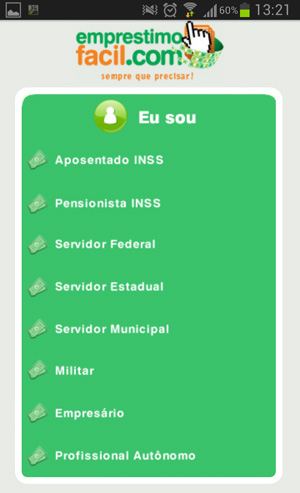 60% 13:21
emprestimo
facil.com
sempre que precisar!
Eu sou
Aposentado INSS
Pensionista INSS
Servidor Federal
Servidor Estadual
Servidor Municipal
Militar
Empresário
Profissional Autônomo